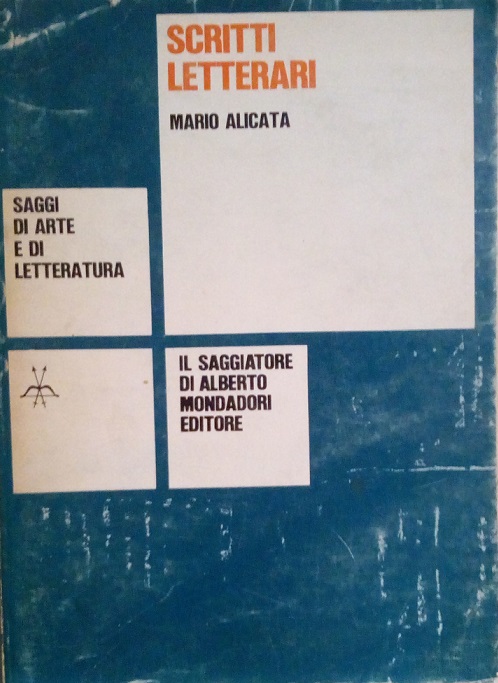 SCRITTI
LETTERARI
MARIO ALICATA
SAGGI
DI ARTE
E DI
LETTERATURA
IL SAGGIATORE
DI ALBERTO
MONDADORI
EDITORE